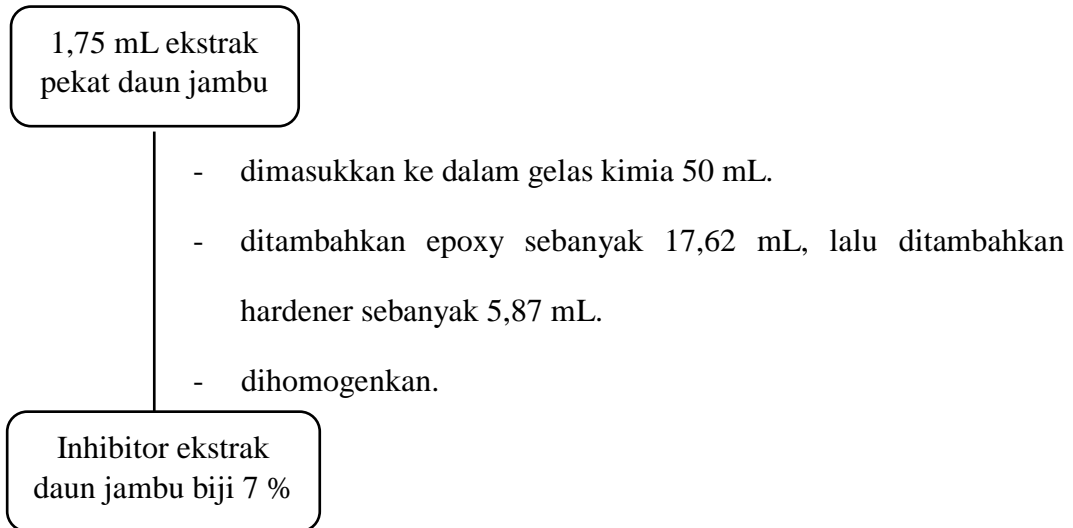 1,75 mL ekstrak
pekat daun jambu
- dimasukkan ke dalam gelas kimia 50 mL.
- ditambahkan epoxy sebanyak 17,62 mL, lalu ditambahkan
hardener sebanyak 5,87 mL.
- dihomogenkan.
Inhibitor ekstrak
daun jambu biji 7 %